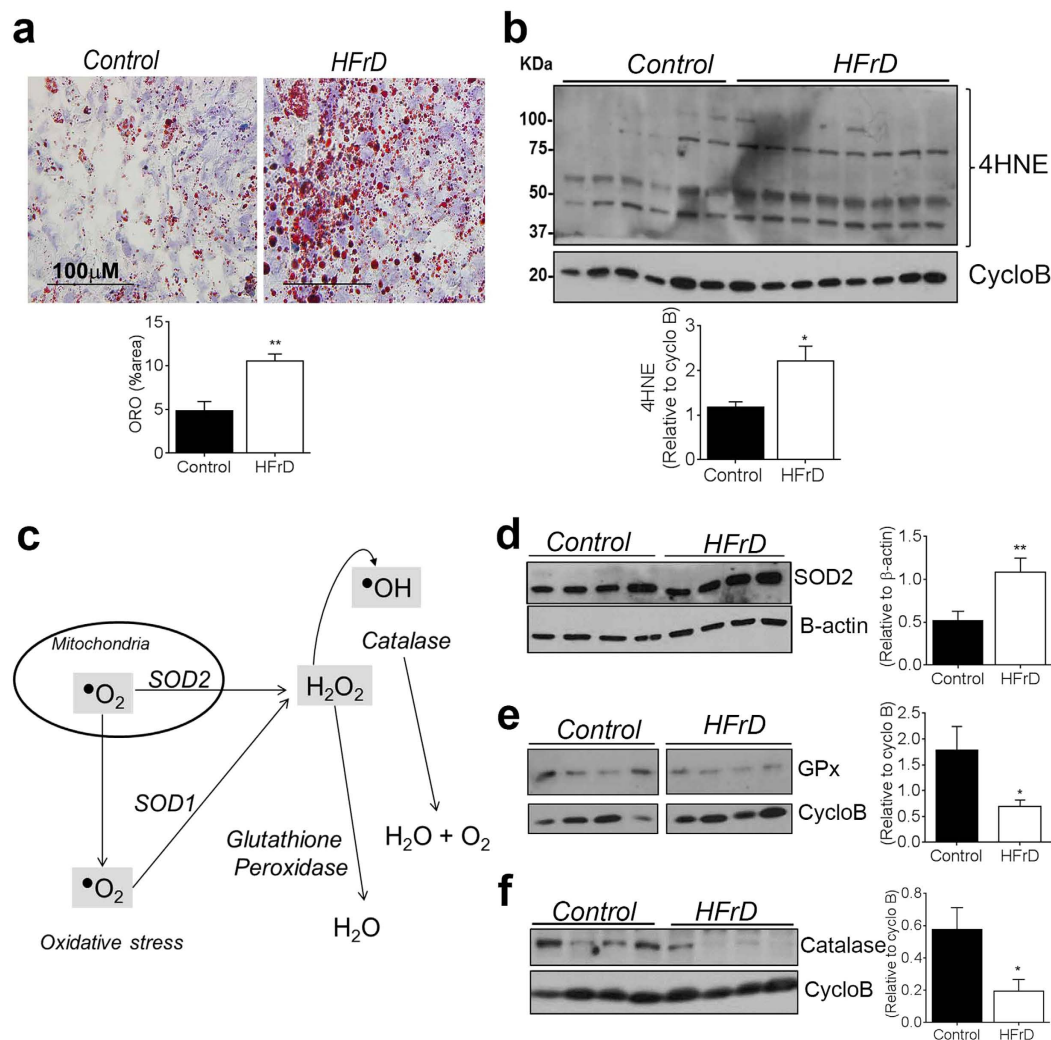 a
Control
HFrD
100µM
ORO (%area)
15
10
5
0
**
Control
HFrD
b
KDa
Control
HFrD
100
75
50
37
20
4HNE
CycloB
4HNE
(Relative to cyclo B)
3
2
1
0
*
Control
HFrD
c
Mitochondria
•O2
SOD2
H2O2
•OH
Catalase
SOD1
Glutathione
Peroxidase
H2O + O2
•O2
H2O
Oxidative stress
d
Control
HFrD
SOD2
B-actin
(Relative to β-actin)
1.5
1.0
0.5
0.0
**
Control
HFrD
e
Control
HFrD
GPx
CycloB
(Relative to cyclo B)
2.5
2.0
1.5
1.0
0.5
0.0
*
Control
HFrD
f
Control
HFrD
Catalase
CycloB
(Relative to cyclo B)
0.8
0.6
0.4
0.2
0.0
*
Control
HFrD